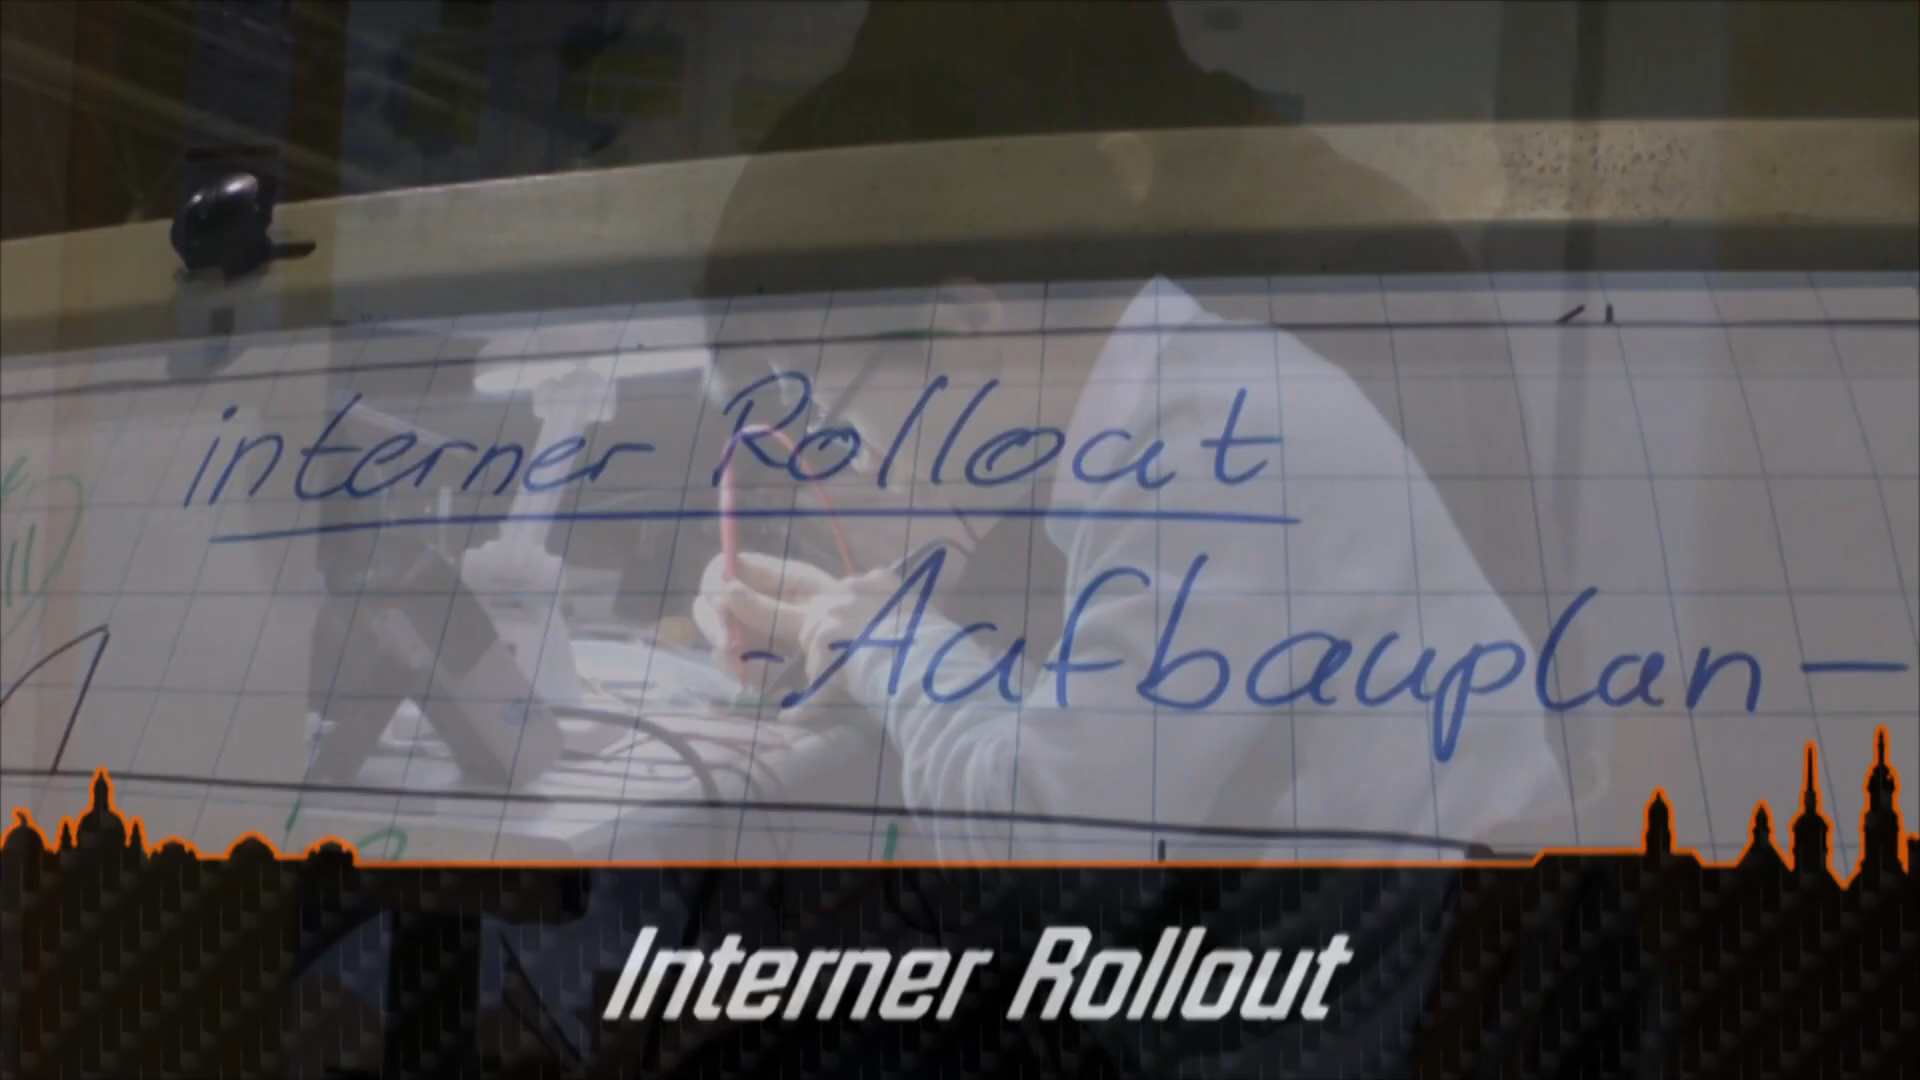 interner Rollout
- Aufbauplan -
Interner Rollout